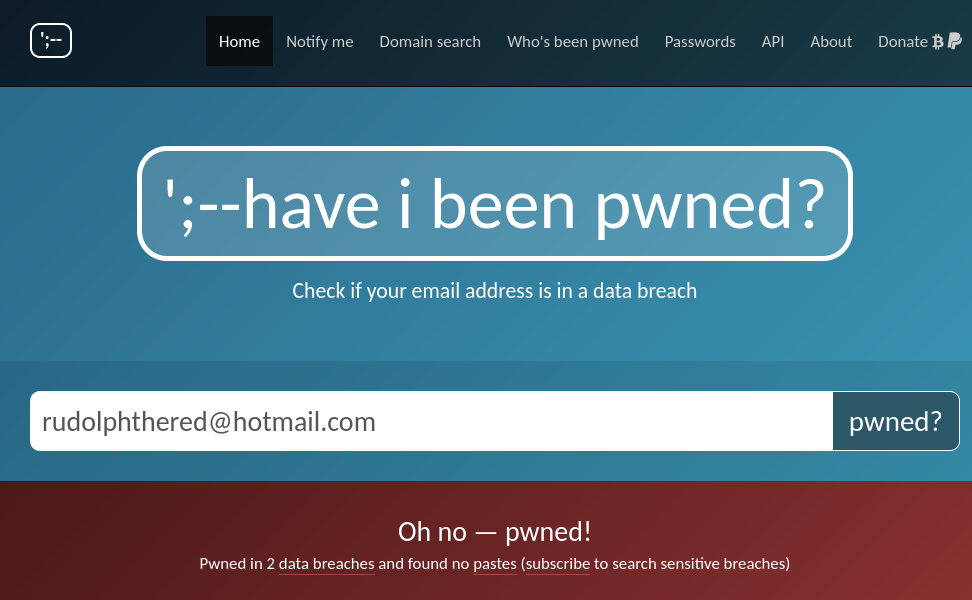 ';--
Home Notify me Domain search Who's been pwned Passwords API About Donate
';--have i been pwned?
Check if your email address is in a data breach
rudolphthered@hotmail.com pwned?
Oh no — pwned!
Pwned in 2 data breaches and found no pastes (subscribe to search sensitive breaches)